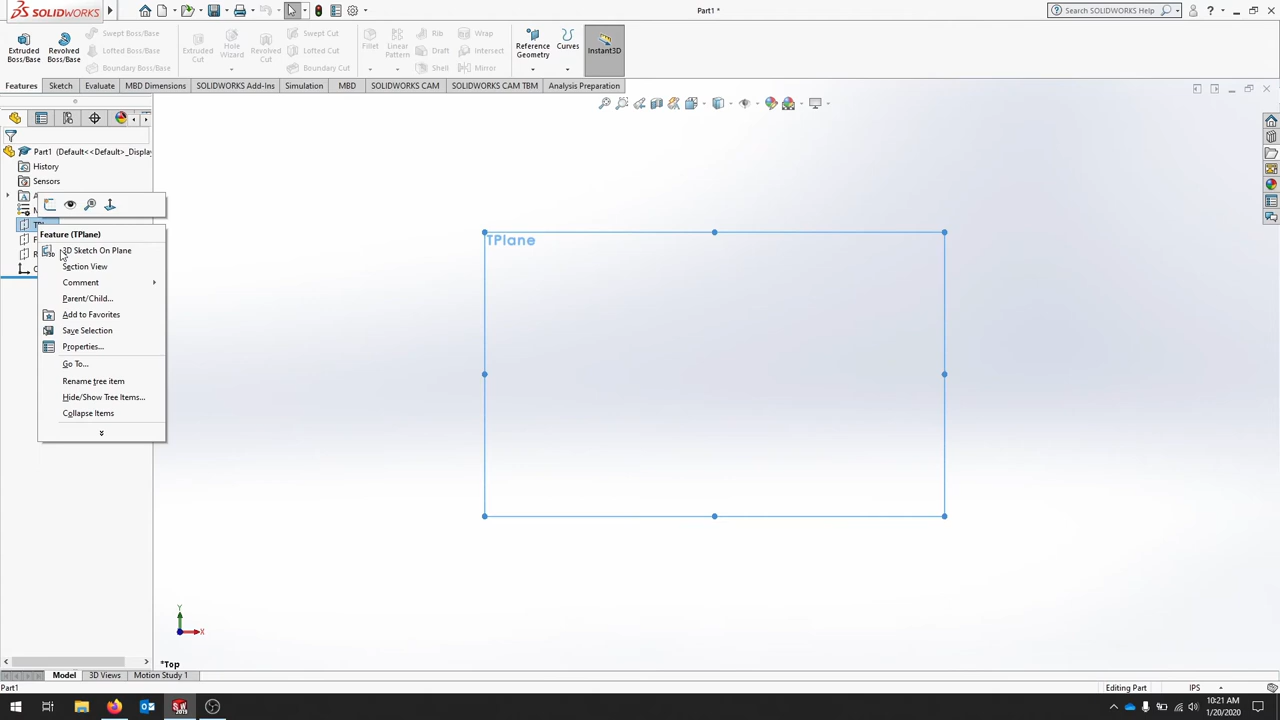 SOLIDWORKS
Part1 *
Search SOLIDWORKS Help
Extruded Boss/Base
Revolved Boss/Base
Swept Boss/Base
Lofted Boss/Base
Boundary Boss/Base
Extruded Cut
Hole Wizard
Revolved Cut
Swept Cut
Lofted Cut
Boundary Cut
Fillet
Linear Pattern
Rib
Draft
Shell
Wrap
Intersect
Mirror
Reference Geometry
Curves
Instant3D
Features
Sketch
Evaluate
MBD Dimensions
SOLIDWORKS Add-Ins
Simulation
MBD
SOLIDWORKS CAM
SOLIDWORKS CAM TBM
Analysis Preparation
Part1 (Default<<Default>_Display
History
Sensors
Feature (TPlane)
3D Sketch On Plane
Section View
Comment
Parent/Child...
Add to Favorites
Save Selection
Properties...
Go To...
Rename tree item
Hide/Show Tree Items...
Collapse Items
TPlane
Y
X
*Top
Model
3D Views
Motion Study 1
Part1
Editing Part
IPS
10:21 AM
1/20/2020